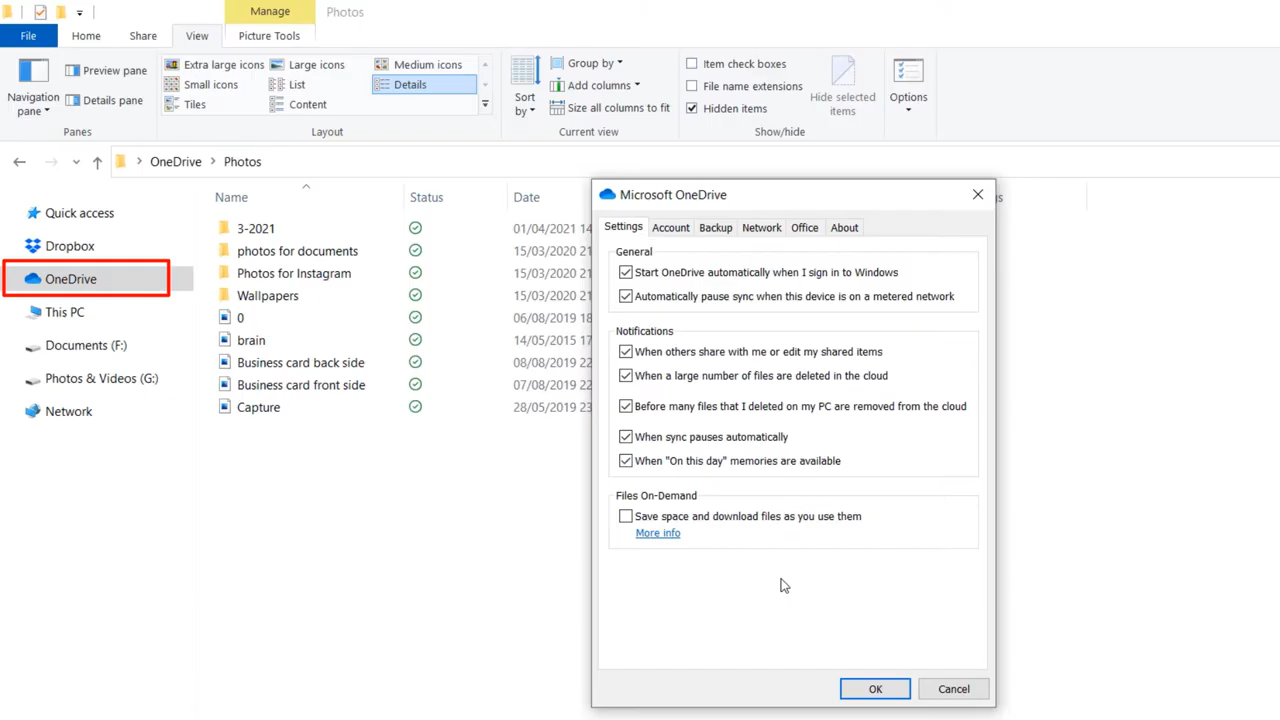 Manage
Photos
File
Home
Share
View
Picture Tools
Navigation pane
Preview pane
Details pane
Panes
Extra large icons
Large icons
Medium icons
Small icons
List
Details
Tiles
Content
Layout
Sort by
Group by
Add columns
Size all columns to fit
Current view
Item check boxes
File name extensions
Hidden items
Hide selected items
Show/hide
Options
OneDrive
Photos
Quick access
Dropbox
OneDrive
This PC
Documents (F:)
Photos & Videos (G:)
Network
Name
Status
Date
3-2021
01/04/2021 14
photos for documents
15/03/2020 21
Photos for Instagram
15/03/2020 21
Wallpapers
15/03/2020 21
0
06/08/2019 18
brain
14/05/2015 17
Business card back side
08/08/2019 22
Business card front side
07/08/2019 22
Capture
28/05/2019 23
Microsoft OneDrive
Settings
Account
Backup
Network
Office
About
General
Start OneDrive automatically when I sign in to Windows
Automatically pause sync when this device is on a metered network
Notifications
When others share with me or edit my shared items
When a large number of files are deleted in the cloud
Before many files that I deleted on my PC are removed from the cloud
When sync pauses automatically
When "On this day" memories are available
Files On-Demand
Save space and download files as you use them
More info
OK
Cancel